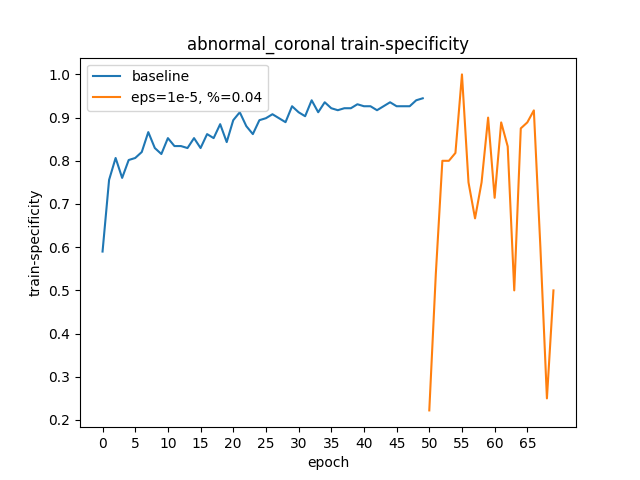 abnormal_coronal train-specificity
baseline
eps=1e-5, %=0.04
train-specificity
1.0
0.9
0.8
0.7
0.6
0.5
0.4
0.3
0.2
0 5 10 15 20 25 30 35 40 45 50 55 60 65
epoch